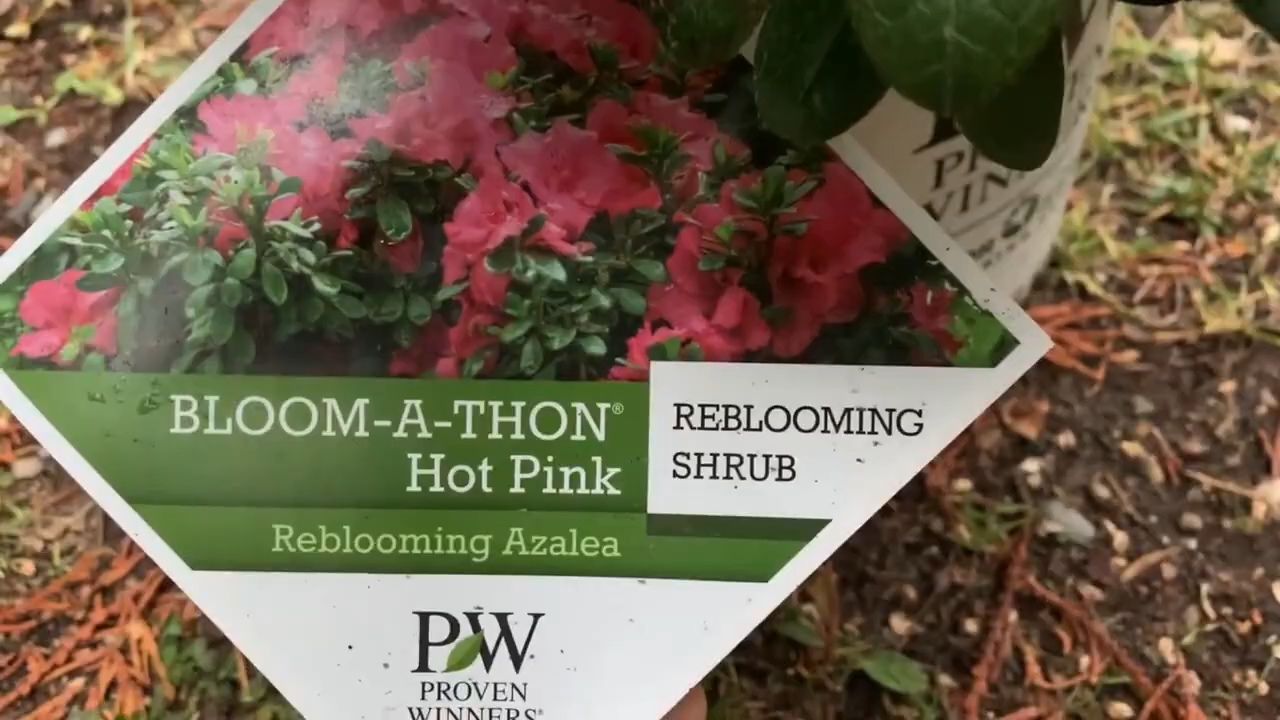 BLOOM-A-THON®
Hot Pink
REBLOOMING
SHRUB
Reblooming Azalea
PW
PROVEN
WINNERS®